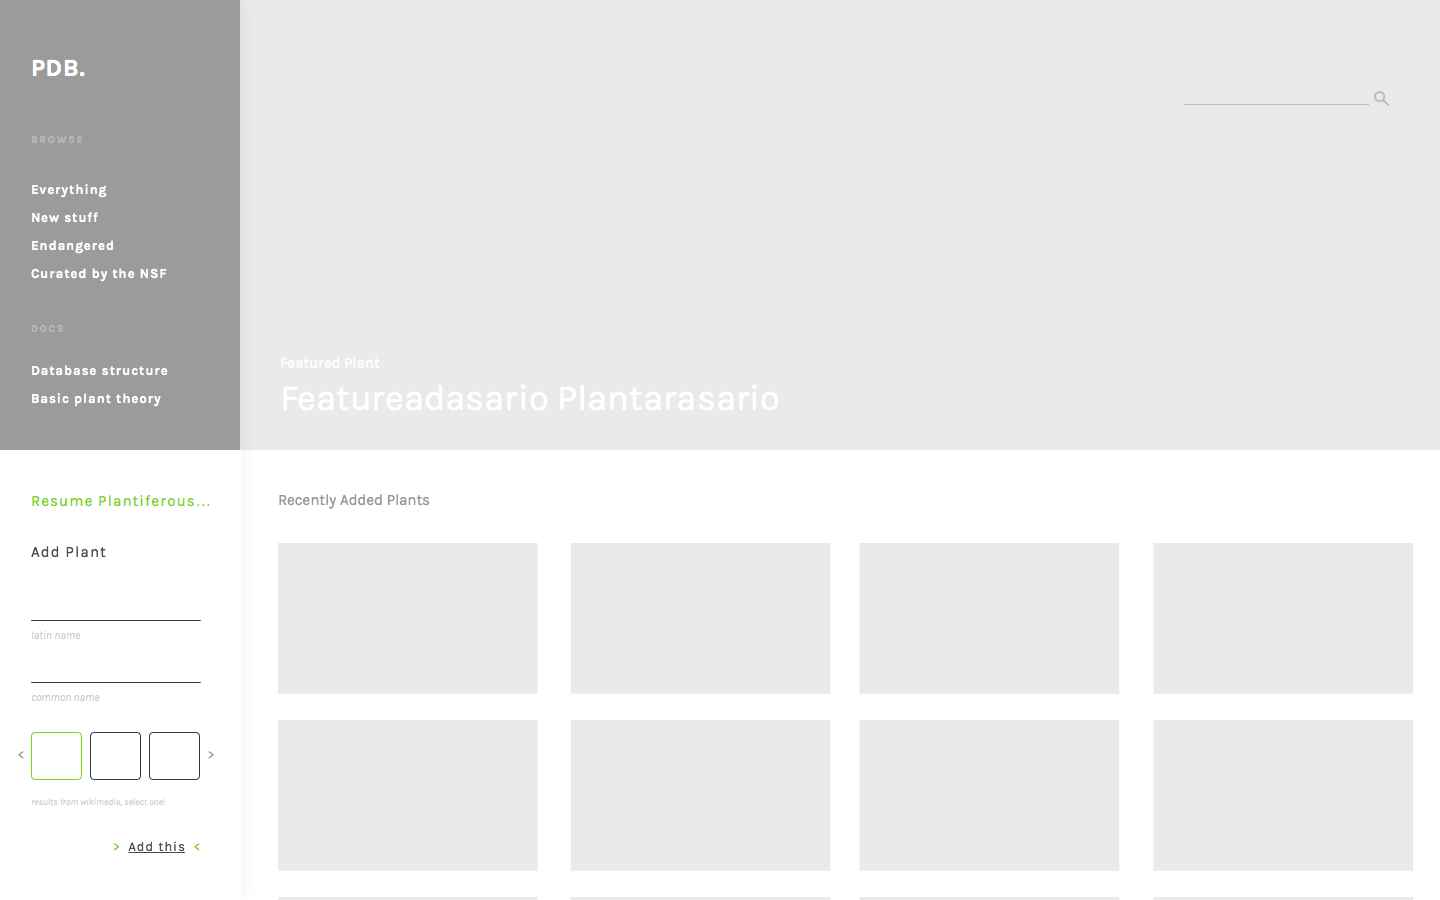 PDB.
BROWSE
Everything
New stuff
Endangered
Curated by the NSF
DOCS
Database structure
Basic plant theory
Featured Plant
Featureadasario Plantarasario
Resume Plantiferous...
Add Plant
latin name
common name
< >
results from wikimedia, select one!
> Add this <
Recently Added Plants